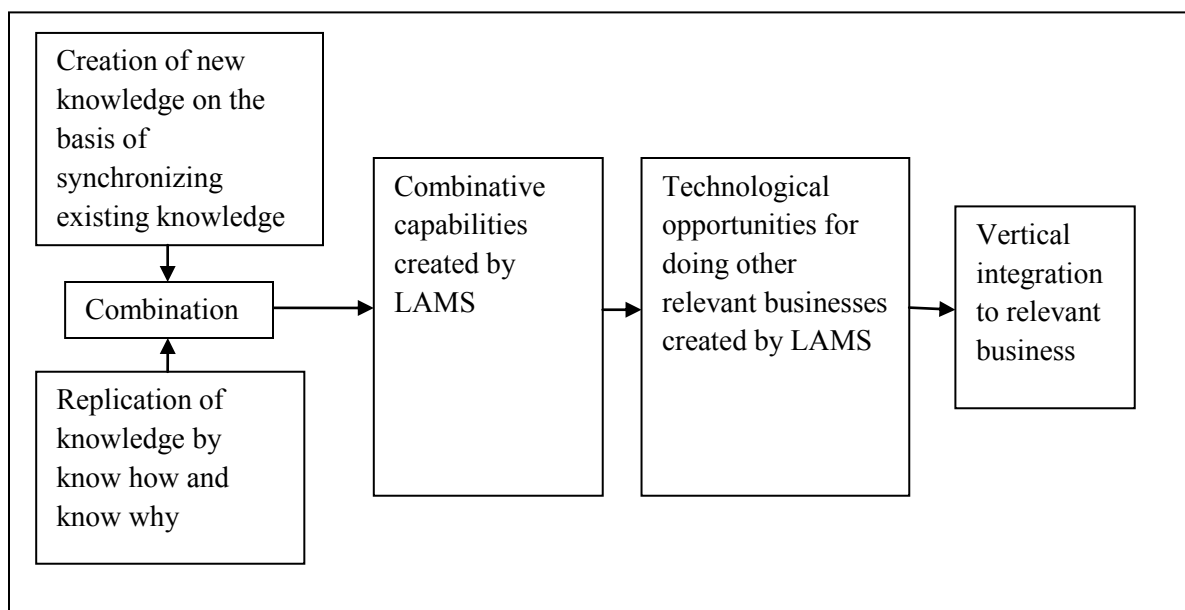 Creation of new
knowledge on the
basis of
synchronizing
existing knowledge
Combination
Replication of
knowledge by
know how and
know why
Combinative
capabilities
created by
LAMS
Technological
opportunities for
doing other
relevant businesses
created by LAMS
Vertical
integration
to relevant
business